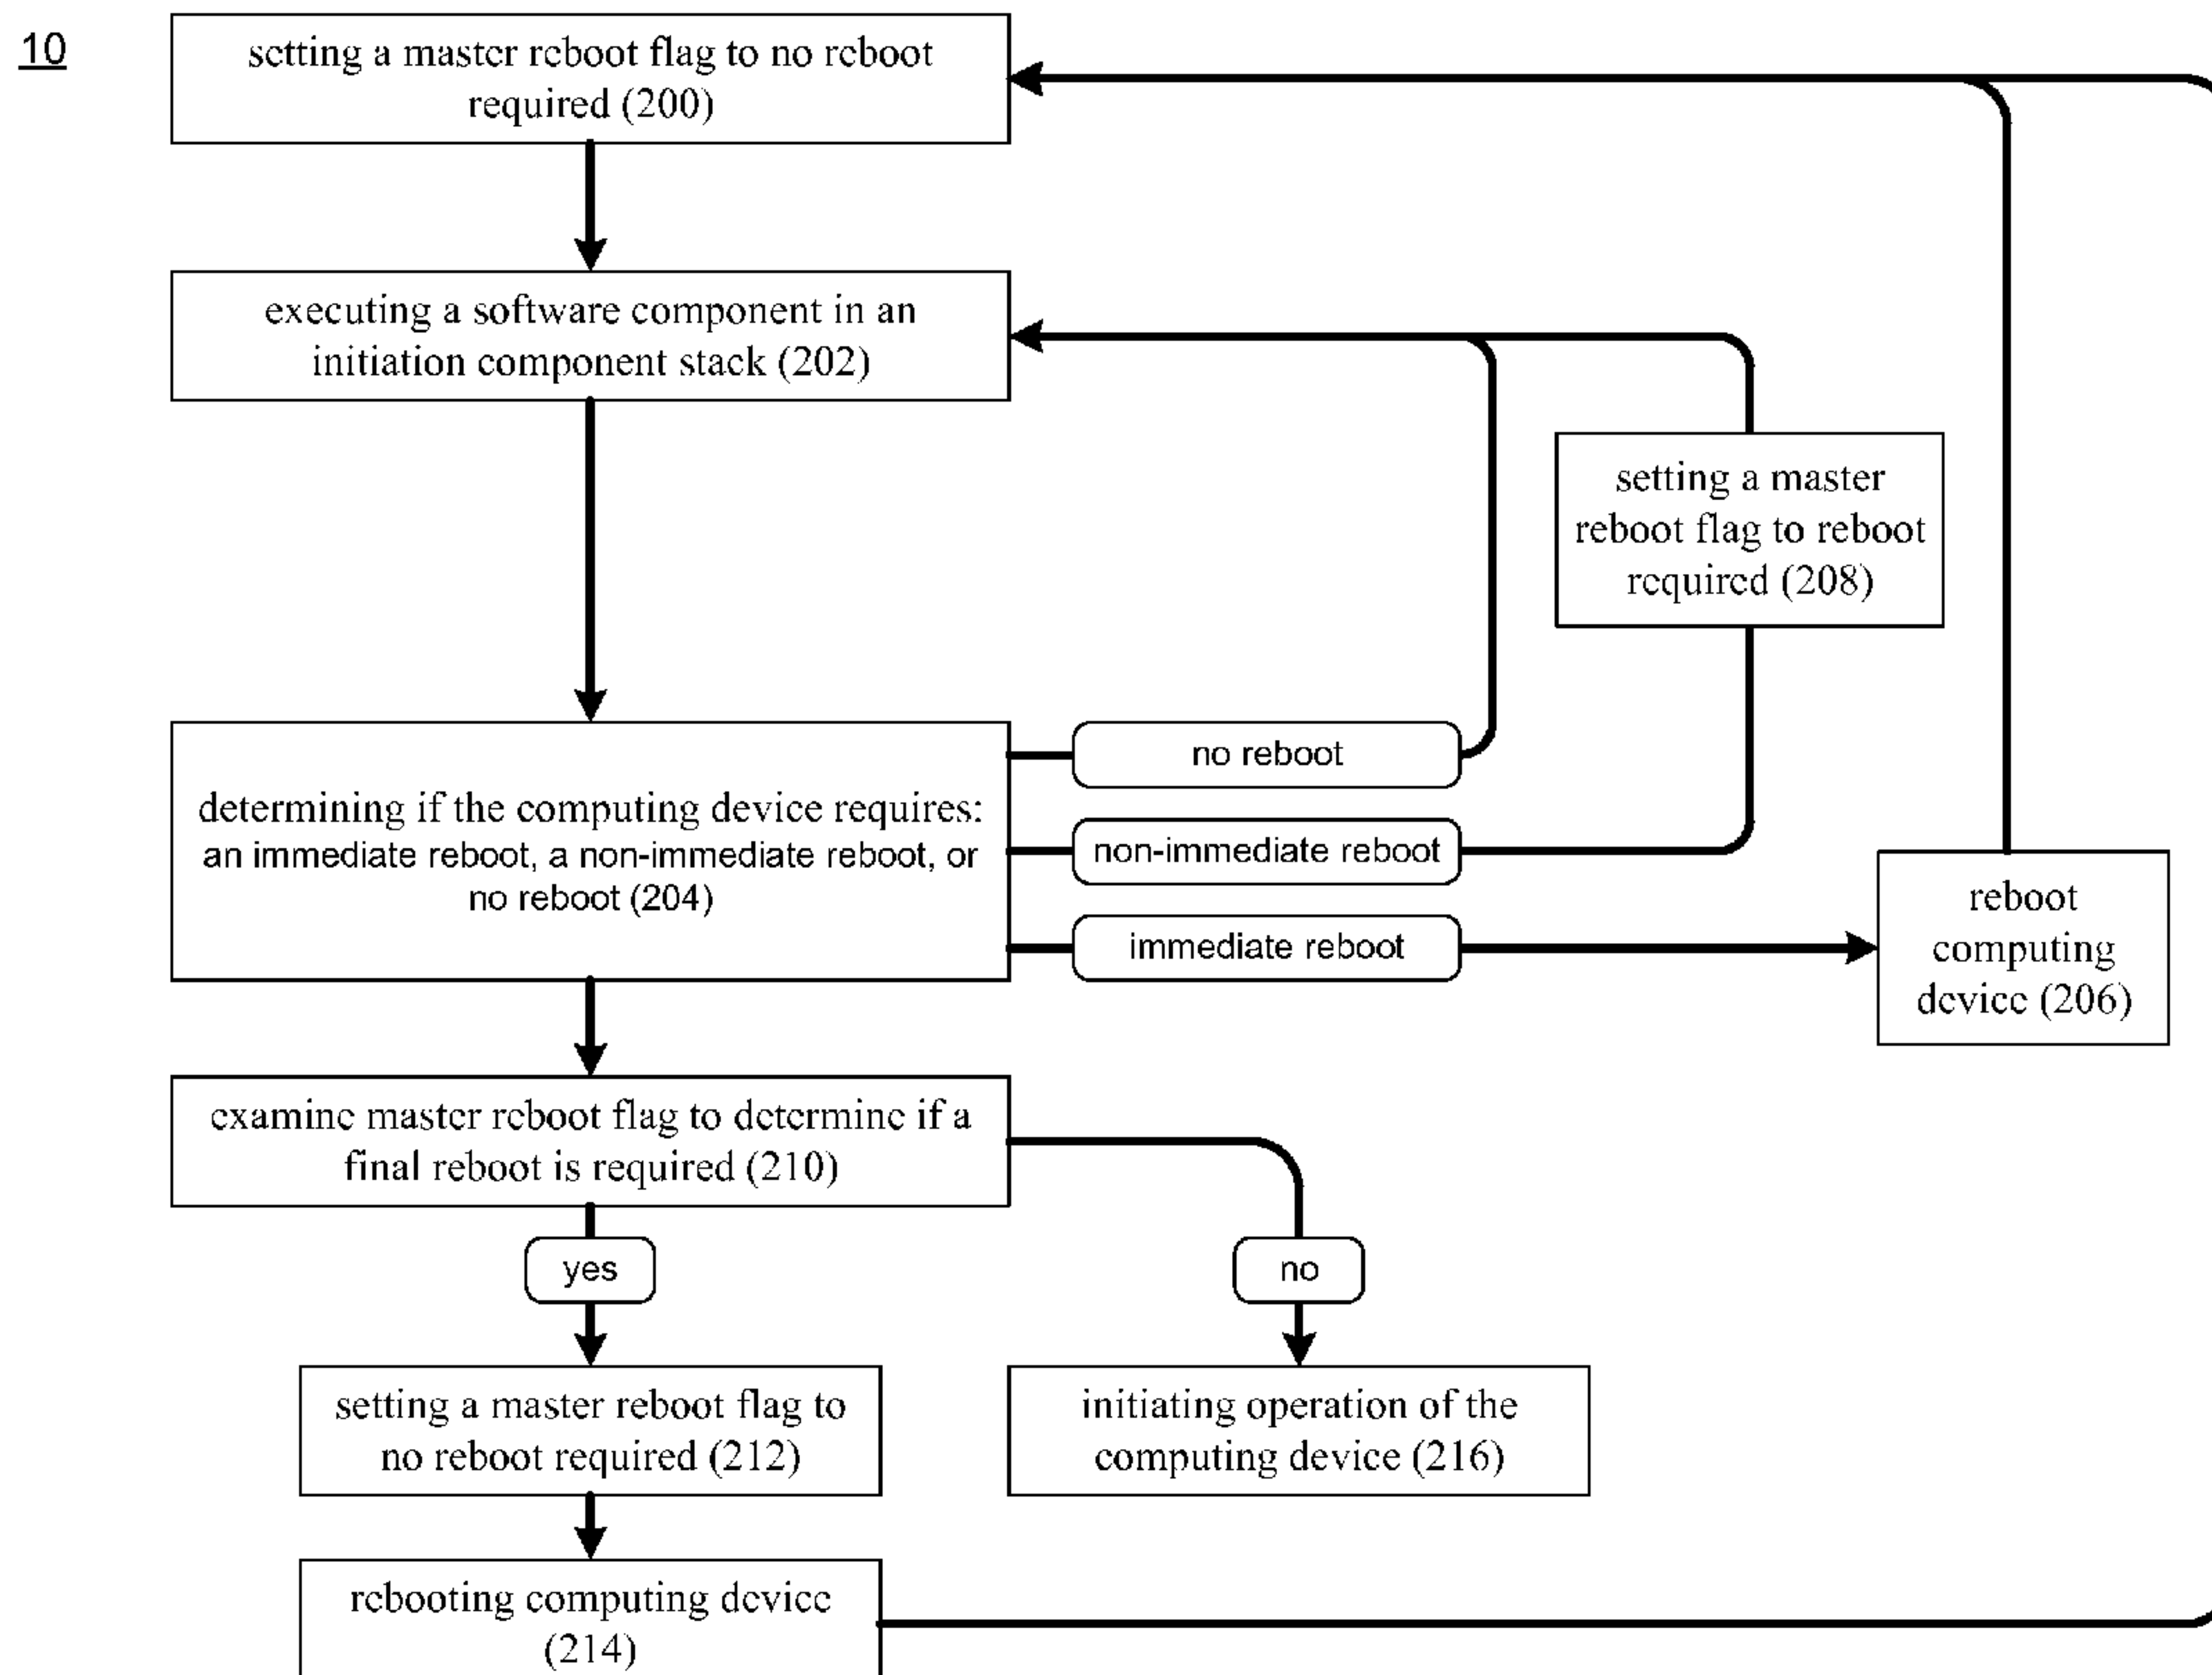 10
setting a master reboot flag to no reboot
required (200)
executing a software component in an
initiation component stack (202)
setting a master
reboot flag to reboot
required (208)
no reboot
determining if the computing device requires:
an immediate reboot, a non-immediate reboot, or
no reboot (204)
non-immediate reboot
immediate reboot
reboot
computing
device (206)
examine master reboot flag to determine if a
final reboot is required (210)
yes
no
setting a master reboot flag to
no reboot required (212)
initiating operation of the
computing device (216)
rebooting computing device
(214)